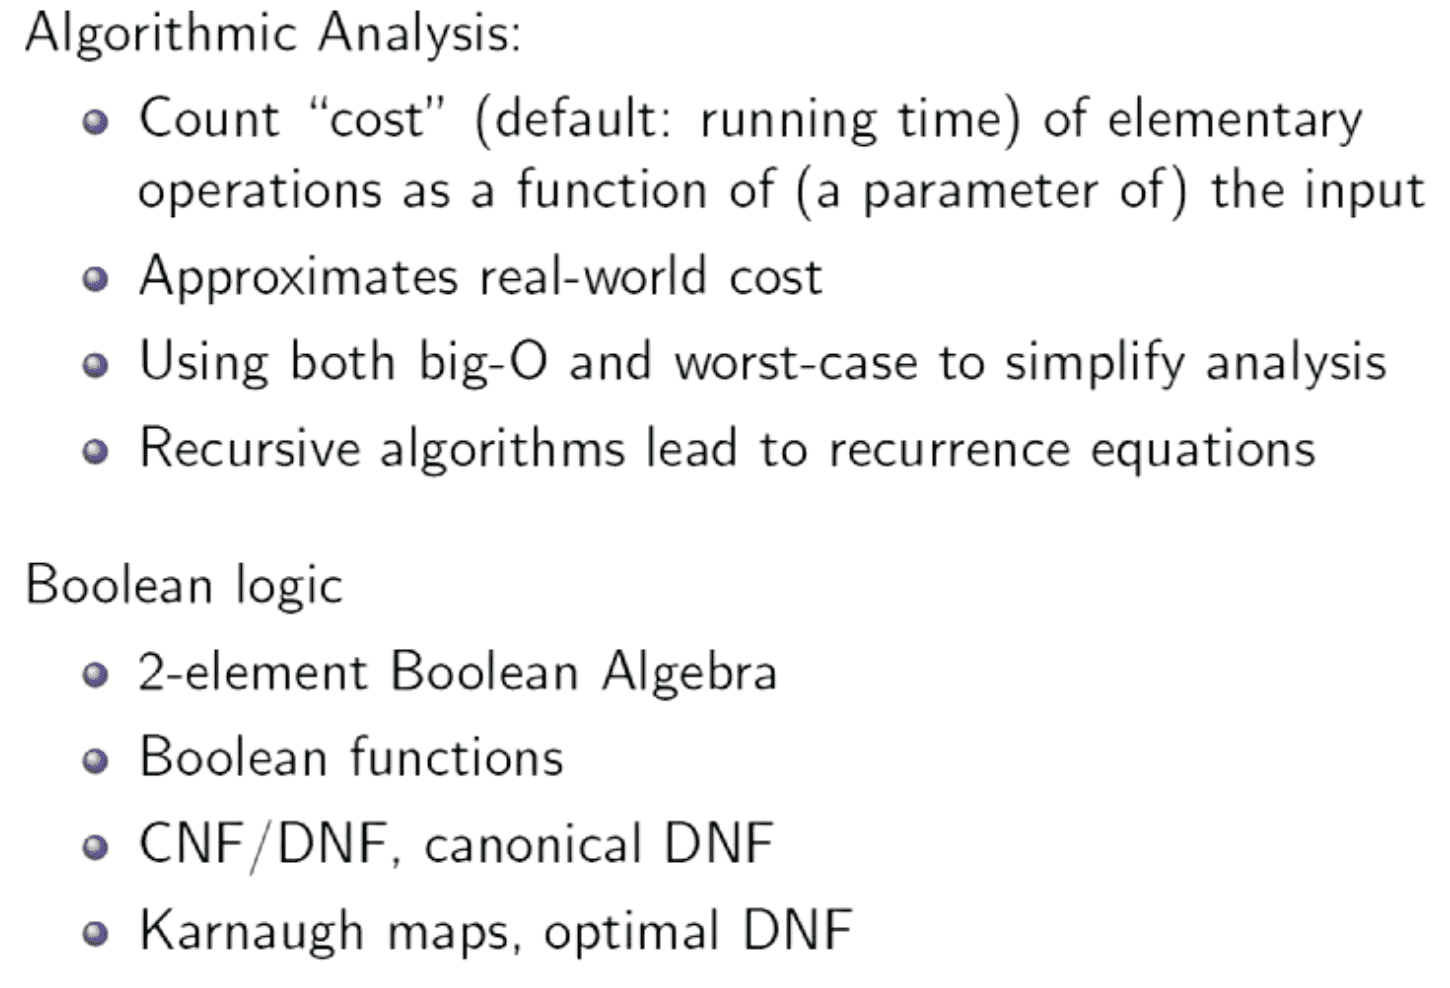 Algorithmic Analysis:
Count “cost” (default: running time) of elementary
operations as a function of (a parameter of) the input
Approximates real-world cost
Using both big-O and worst-case to simplify analysis
Recursive algorithms lead to recurrence equations
Boolean logic
2-element Boolean Algebra
Boolean functions
CNF/DNF, canonical DNF
Karnaugh maps, optimal DNF